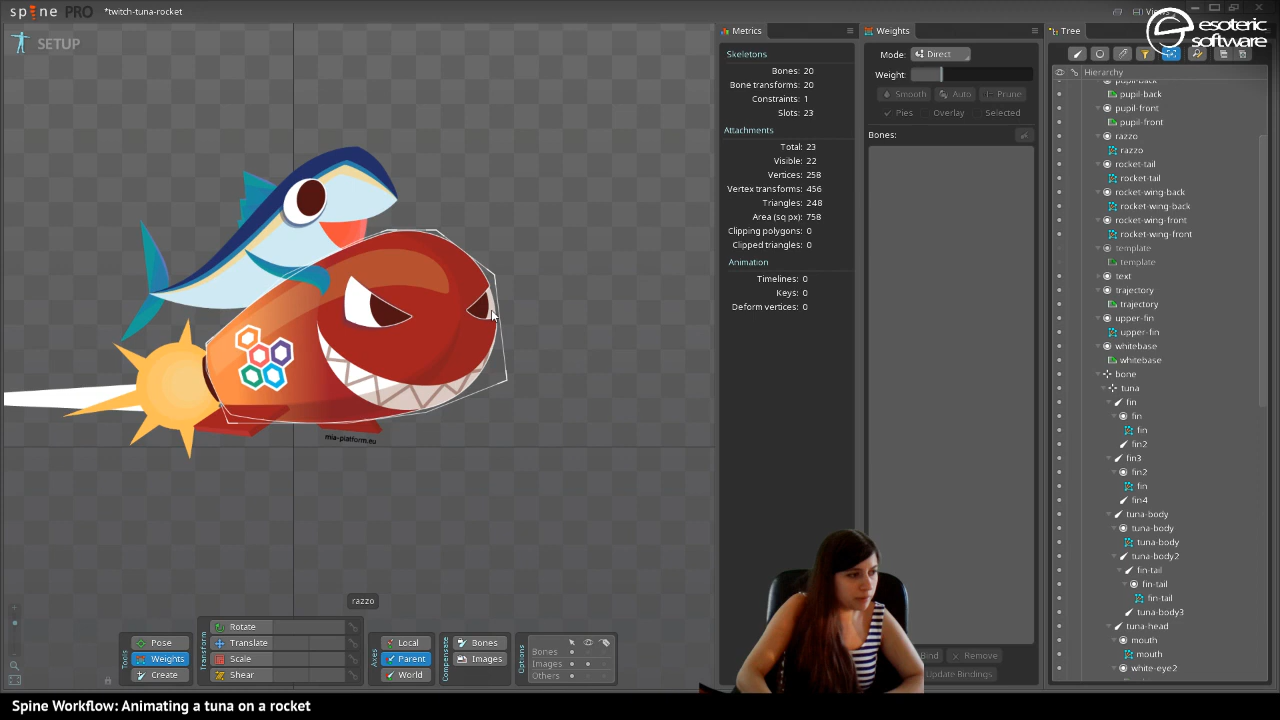 spine PRO
*twitch-tuna-rocket
Views
esoteric
software
SETUP
Metrics
Skeletons
Bones: 20
Bone transforms: 20
Constraints: 1
Slots: 23
Attachments
Total: 23
Visible: 22
Vertices: 258
Vertex transforms: 456
Triangles: 248
Area (sq px): 758
Clipping polygons: 0
Clipped triangles: 0
Animation
Timelines: 0
Keys: 0
Deform vertices: 0
Weights
Mode: Direct
Weight:
Smooth
Auto
Prune
Pies
Overlay
Selected
Bones:
Bind
Remove
Update Bindings
Tree
Hierarchy
pupil-back
pupil-back
pupil-front
pupil-front
razzo
razzo
rocket-tail
rocket-tail
rocket-wing-back
rocket-wing-back
rocket-wing-front
rocket-wing-front
template
template
text
trajectory
trajectory
upper-fin
upper-fin
whitebase
whitebase
bone
tuna
fin
fin
fin
fin2
fin3
fin2
fin
fin4
tuna-body
tuna-body
tuna-body
tuna-body2
fin-tail
fin-tail
fin-tail
tuna-body3
tuna-head
mouth
mouth
white-eye2
mia-platform.eu
razzo
Tools
Pose
Weights
Create
Transform
Rotate
Translate
Scale
Shear
Axes
Local
Parent
World
Compensate
Bones
Images
Options
Bones
Images
Others
Spine Workflow: Animating a tuna on a rocket